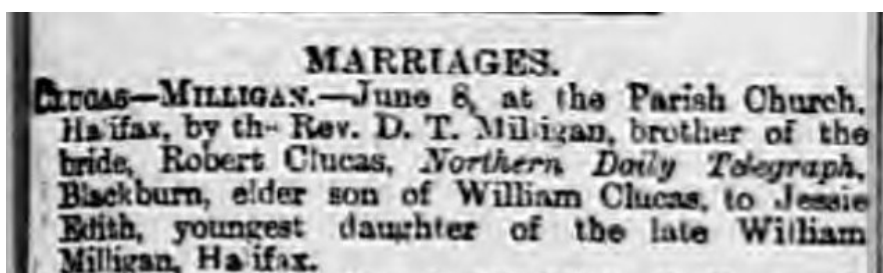 MARRIAGES.
CLUCAS—MILLIGAN.—June 8, at the Parish Church,
Halifax, by the Rev. D. T. Milligan, brother of the
bride, Robert Clucas, Northern Daily Telegraph,
Blackburn, elder son of William Clucas, to Jessie
Edith, youngest daughter of the late William
Milligan, Halifax.